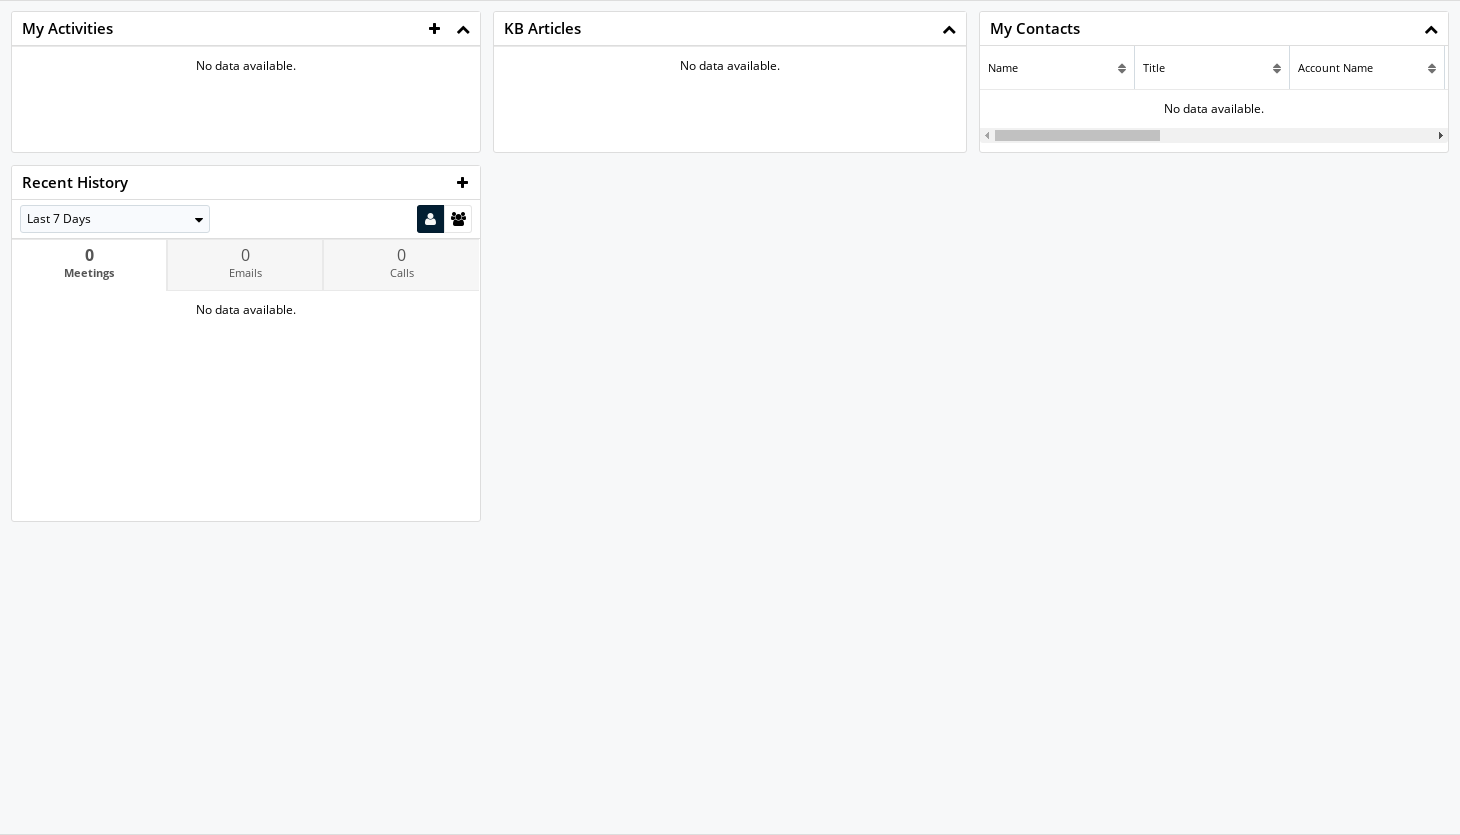 My Activities
No data available.
KB Articles
No data available.
My Contacts
Name
Title
Account Name
No data available.
Recent History
Last 7 Days
0
Meetings
0
Emails
0
Calls
No data available.